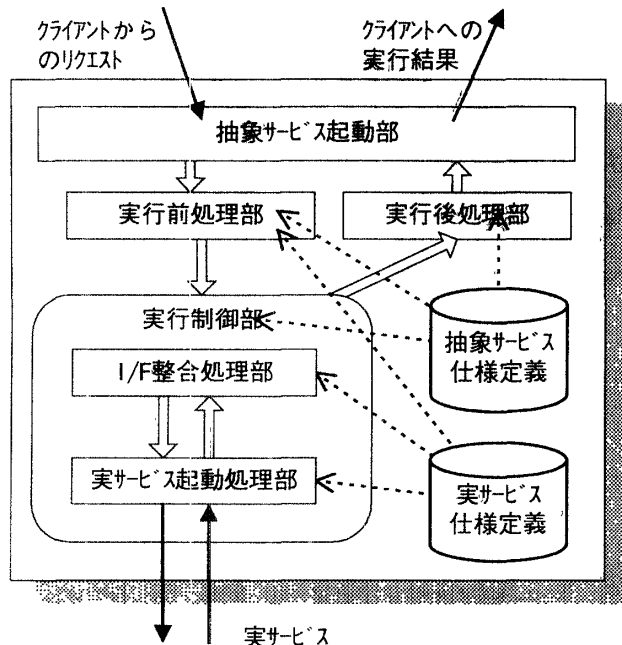 クライアントから
のリクエスト
クライアントへの
実行結果
抽象サービス起動部
実行前処理部
実行後処理部
実行制御部
抽象サービス
仕様定義
I/F整合処理部
実サービス起動処理部
実サービス
仕様定義
実サービス